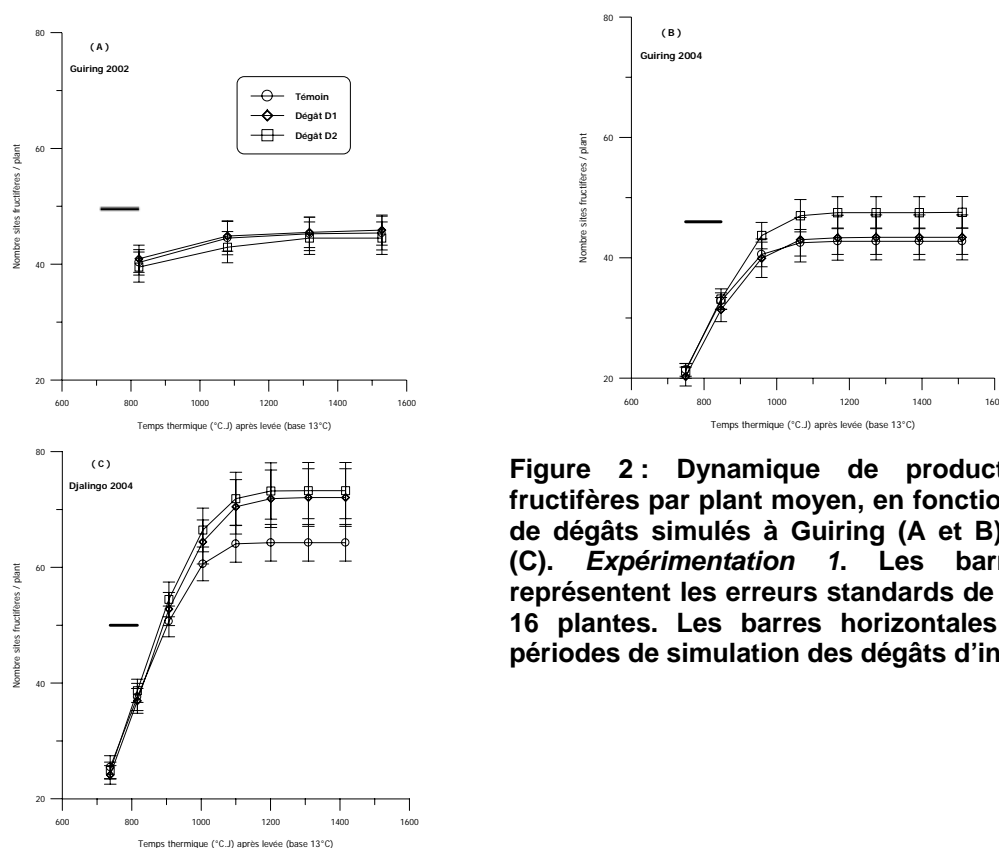 80
60
40
20
600
800
1000
1200
1400
1600
( A )
Guiring 2002
Témoin
Dégât D1
Dégât D2
Nombre sites fructifères / plant
Temps thermique (°C.J) après levée (base 13°C)
80
60
40
20
600
800
1000
1200
1400
( B )
Guiring 2004
Nombre sites fructifères / plant
Temps thermique (°C.J) après levée (base 13°C)
80
60
40
20
600
800
1000
1200
1400
1600
( C )
Djalingo 2004
Nombre sites fructifères / plant
Temps thermique (°C.J) après levée (base 13°C)
Figure 2 : Dynamique de product
fructifères par plant moyen, en fonction
de dégâts simulés à Guiring (A et B)
(C). Expérimentation 1. Les barr
représentent les erreurs standards de
16 plantes. Les barres horizontales
périodes de simulation des dégâts d'in